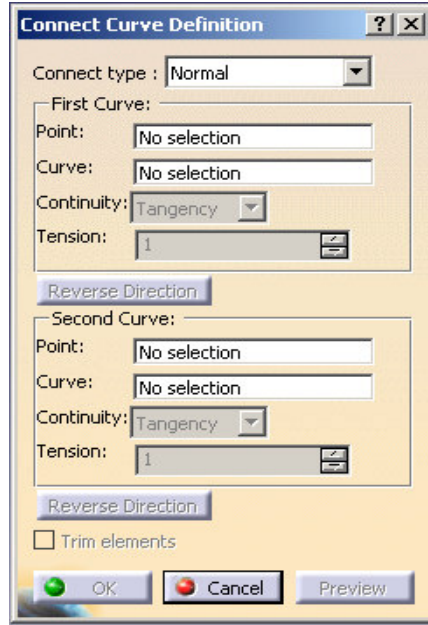 Connect Curve Definition
Connect type : Normal
First Curve:
Point: No selection
Curve: No selection
Continuity: Tangency
Tension: 1
Reverse Direction
Second Curve:
Point: No selection
Curve: No selection
Continuity: Tangency
Tension: 1
Reverse Direction
Trim elements
OK Cancel Preview